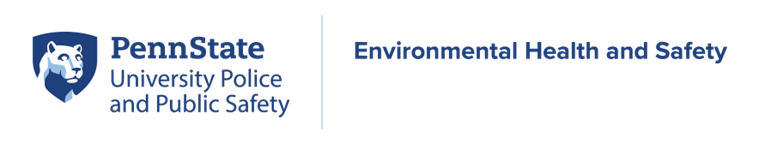 PennState
University Police
and Public Safety
Environmental Health and Safety